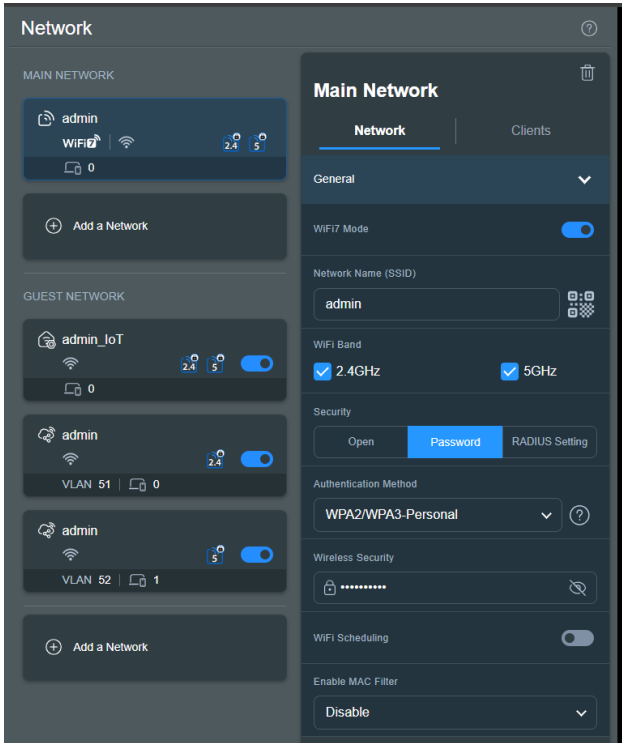 Network
MAIN NETWORK
admin
WiFi 7
2.4 5
0
Add a Network
GUEST NETWORK
admin_IoT
2.4 5
0
admin
2.4
VLAN 51 0
admin
5
VLAN 52 1
Add a Network
Main Network
Network Clients
General
WiFi7 Mode
Network Name (SSID)
admin
WiFi Band
2.4GHz 5GHz
Security
Open Password RADIUS Setting
Authentication Method
WPA2/WPA3-Personal
Wireless Security
••••••••••
WiFi Scheduling
Enable MAC Filter
Disable